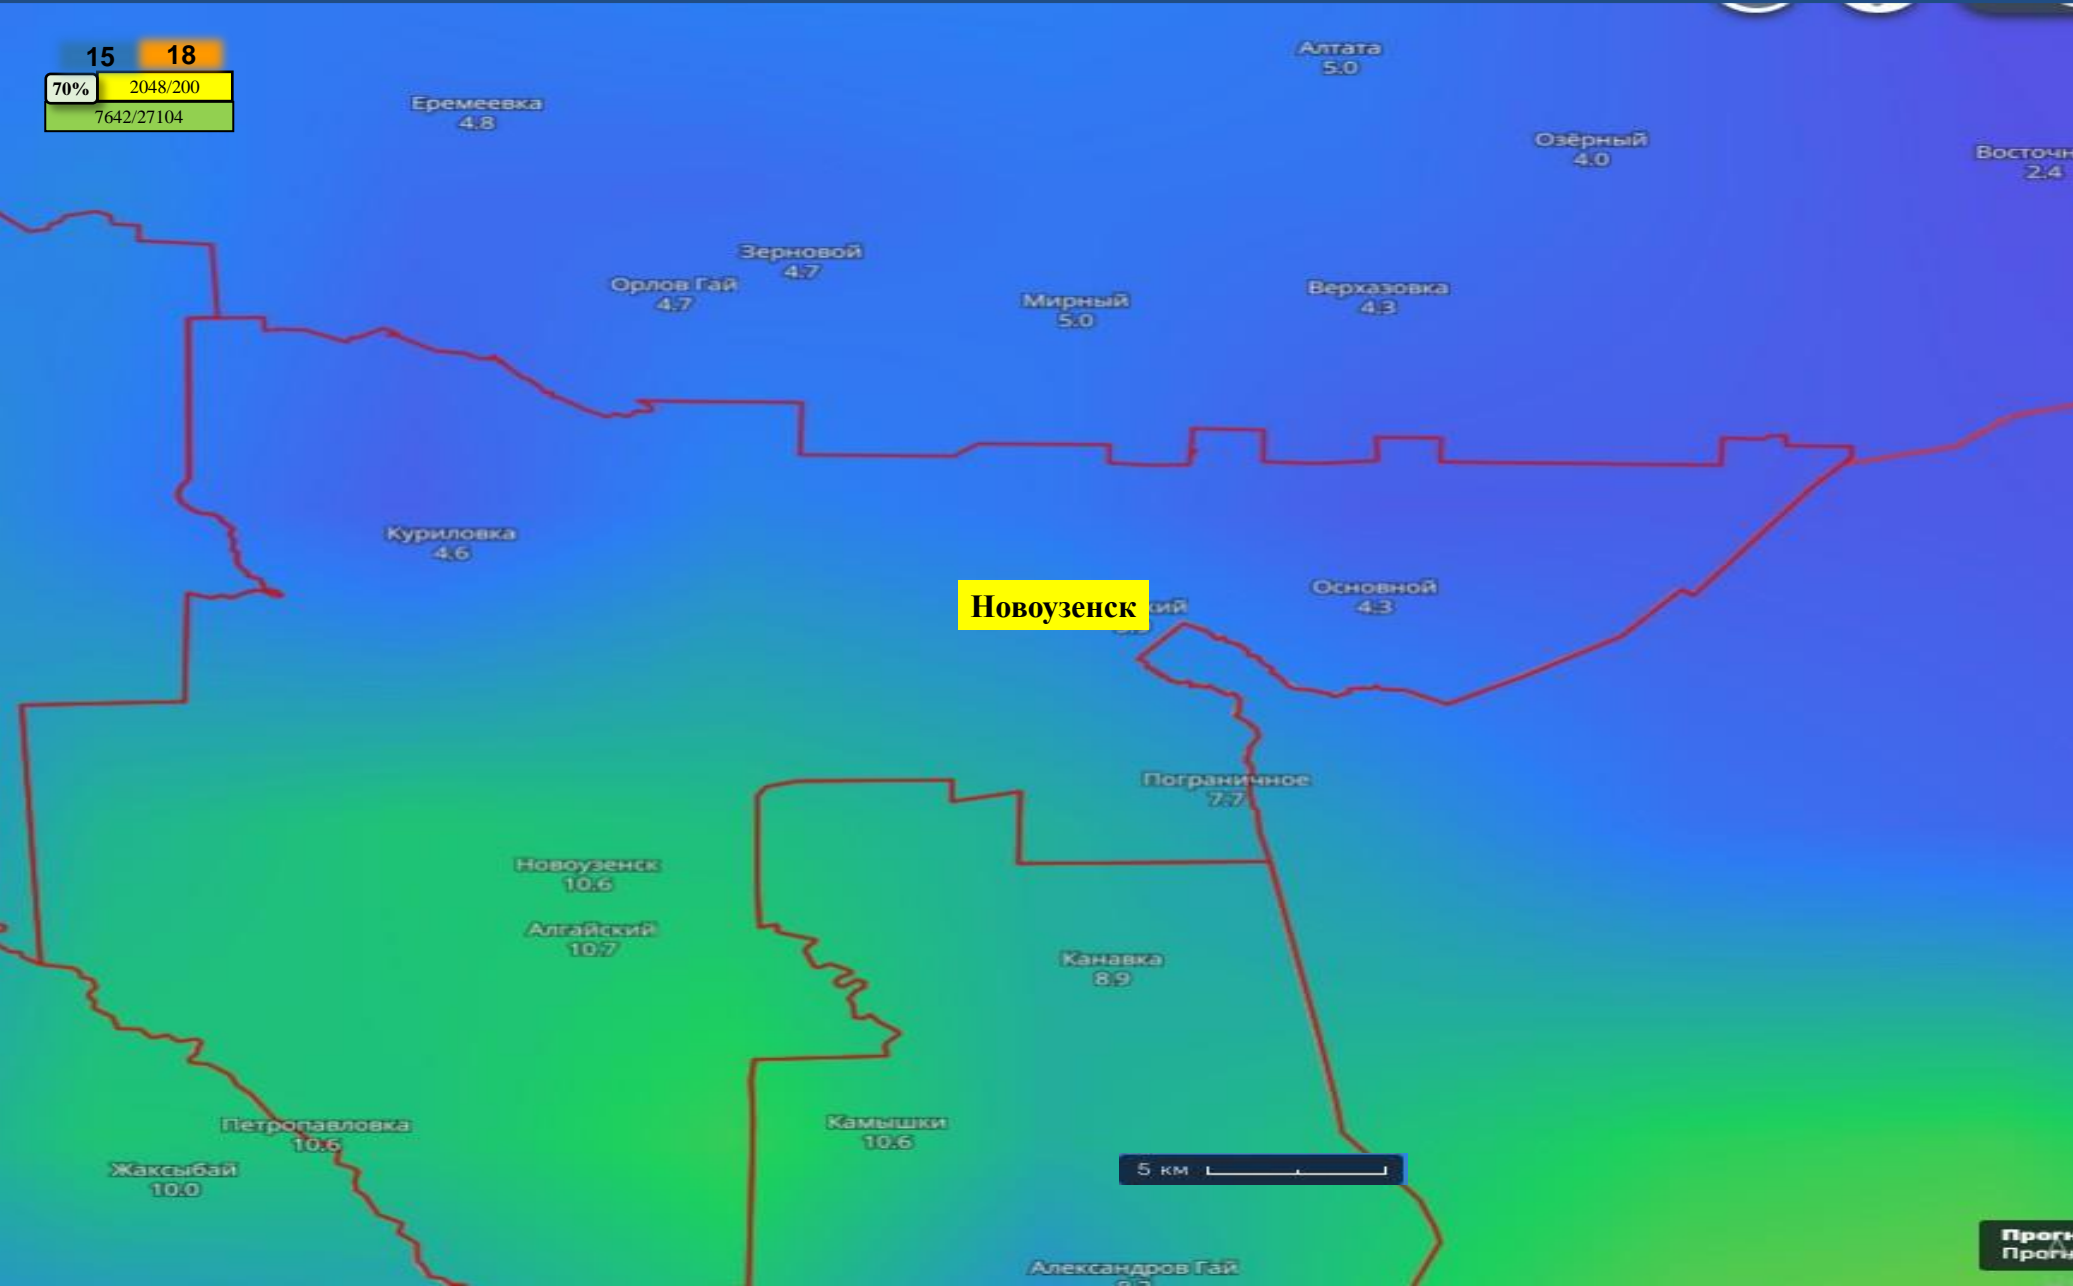 15
18
70%
2048/200
7642/27104
Алтата
5.0
Еремеевка
4.8
Озёрный
4.0
Восточн
2.4
Зерновой
4.7
Орлов Гай
4.7
Верхазовка
4.3
Мирный
5.0
Куриловка
4.6
Основной
4.3
Новоузенск
кий
Пограничное
7.7
Новоузенск
10.6
Алгайский
10.7
Канавка
8.9
Петропавловка
10.6
Камышки
10.6
Жаксыбай
10.0
5 км
Прогн
Прогн
Александров Гай